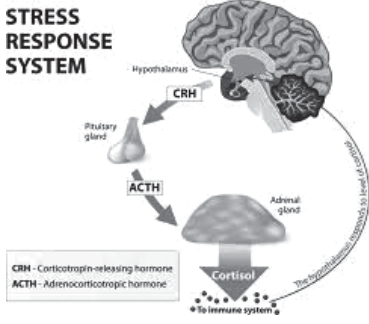 STRESS
RESPONSE
SYSTEM
Hypothalamus
CRH
Pituitary
gland
ACTH
Adrenal
gland
The hypothalamus responds to level of cortisol
Cortisol
To immune system
CRH - Corticotropin-releasing hormone
ACTH - Adrenocorticotropic hormone